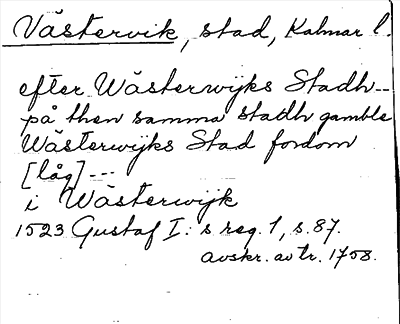 Västervik, stad, Kalmar l.
efter Wästerwijks Stadh--
på then samma stadh gamble
Wästerwijks Stad fordom
[låg]---
i Wästerwijk
1523 Gustaf I: s reg. 1, s. 87.
avskr. av tr. 1758.